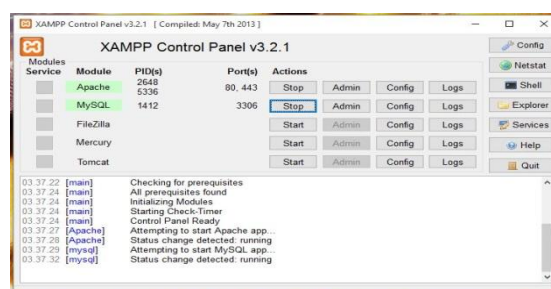 XAMPP Control Panel v3.2.1 [ Compiled: May 7th 2013 ]
XAMPP Control Panel v3.2.1
Config
Modules
Service Module PID(s) Port(s) Actions
Netstat
Apache 2648 5336 80, 443 Stop Admin Config Logs
Shell
MySQL 1412 3306 Stop Admin Config Logs
Explorer
FileZilla Start Admin Config Logs
Services
Mercury Start Admin Config Logs
Help
Tomcat Start Admin Config Logs
Quit
03.37.22 [main] Checking for prerequisites
03.37.24 [main] All prerequisites found
03.37.24 [main] Initializing Modules
03.37.24 [main] Starting Check-Timer
03.37.24 [main] Control Panel Ready
03.37.27 [Apache] Attempting to start Apache app...
03.37.28 [Apache] Status change detected: running
03.37.29 [mysql] Attempting to start MySQL app...
03.37.32 [mysql] Status change detected: running